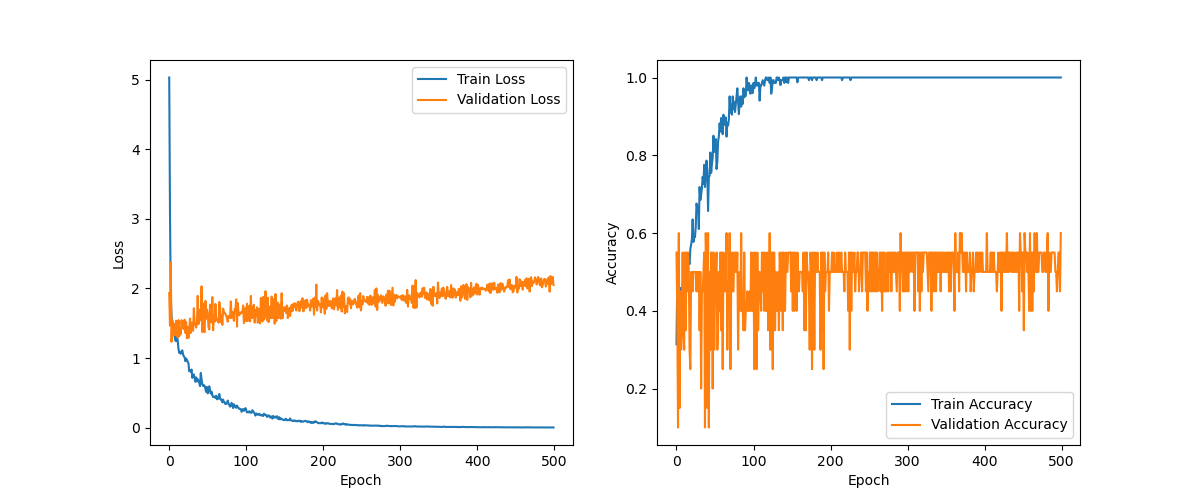 Train Loss
Validation Loss
5
4
3
2
1
0
Loss
0 100 200 300 400 500
Epoch
1.0
0.8
0.6
0.4
0.2
Accuracy
Train Accuracy
Validation Accuracy
0 100 200 300 400 500
Epoch